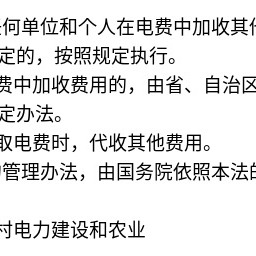 何单位和个人在电费中加收其
定的，按照规定执行。
费中加收费用的，由省、自治区
定办法。
取电费时，代收其他费用。
管理办法，由国务院依照本法的
村电力建设和农业